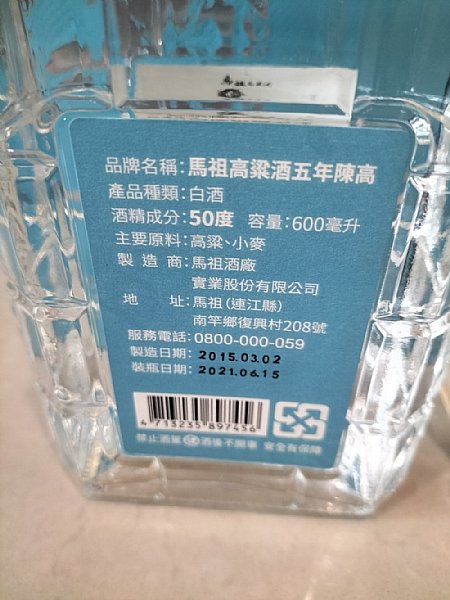 品牌名稱:馬祖高粱酒五年陳高
產品種類:白酒
酒精成分:50度 容量:600毫升
主要原料:高粱、小麥
製造商:馬祖酒廠
實業股份有限公司
地址:馬祖(連江縣)
南竿鄉復興村208號
服務電話:0800-000-059
製造日期:2015.03.02
裝瓶日期:2021.06.15
4 713235 897456
禁止酒駕 酒後不開車 安全有保障